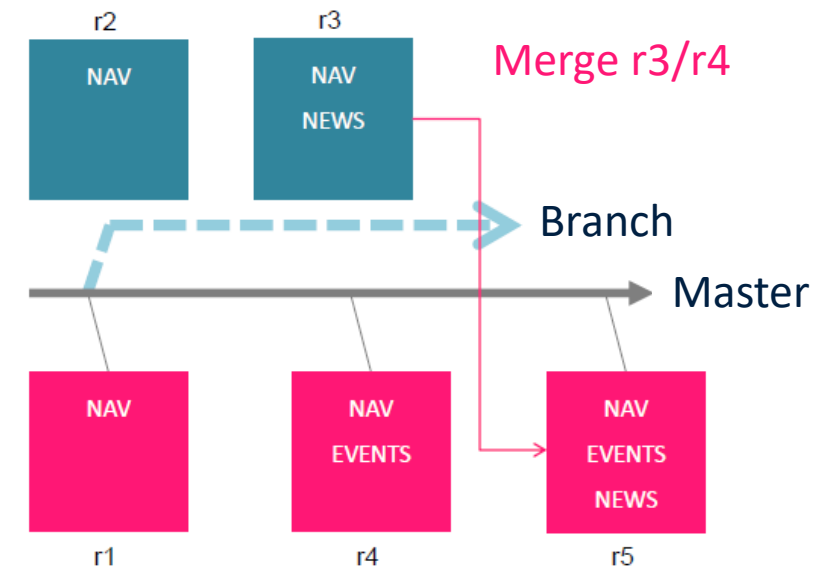 r2
r3
NAV
NAV
NEWS
Merge r3/r4
Branch
Master
NAV
NAV
EVENTS
NAV
EVENTS
NEWS
r1
r4
r5